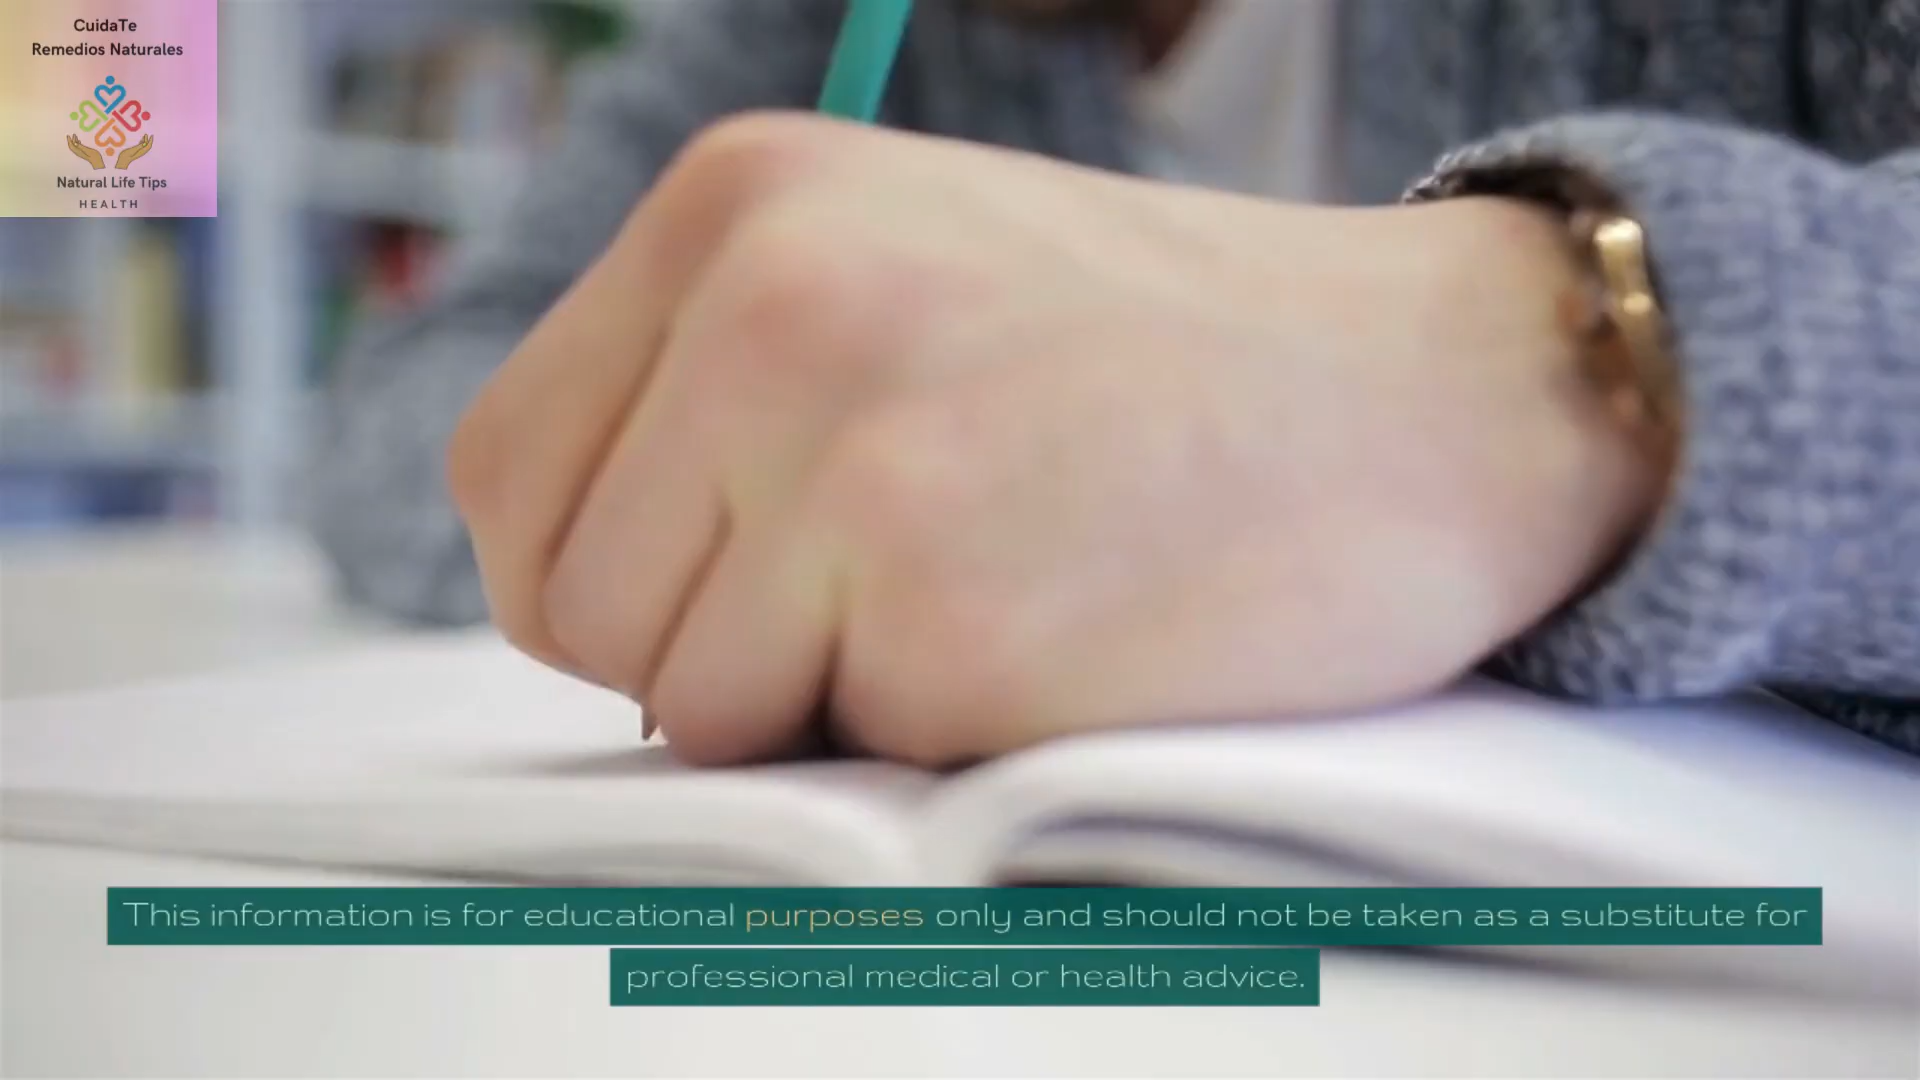 CuidaTe
Remedios Naturales
Natural Life Tips
HEALTH
This information is for educational purposes only and should not be taken as a substitute for
professional medical or health advice.